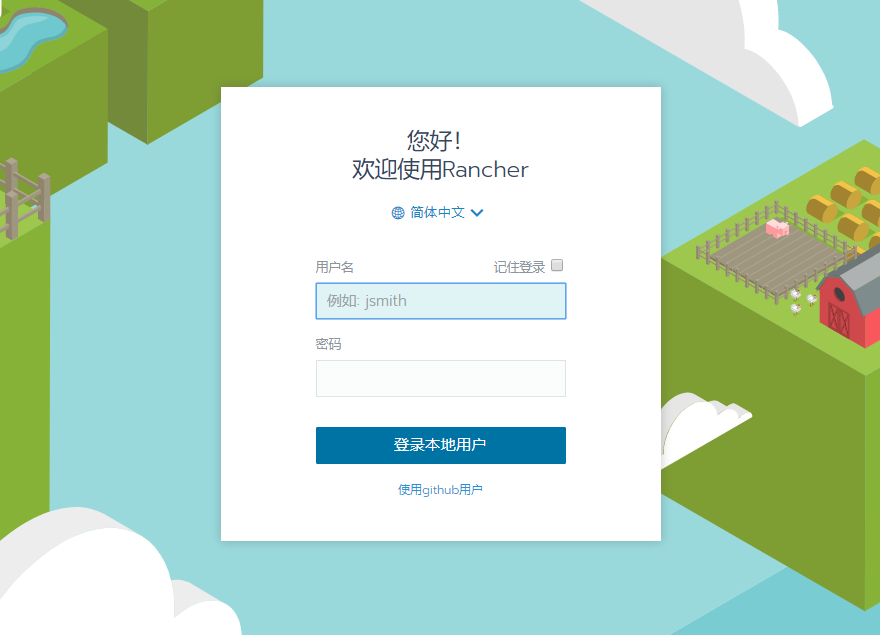 您好!
欢迎使用Rancher
简体中文
用户名 记住登录
例如: jsmith
密码
登录本地用户
使用github用户